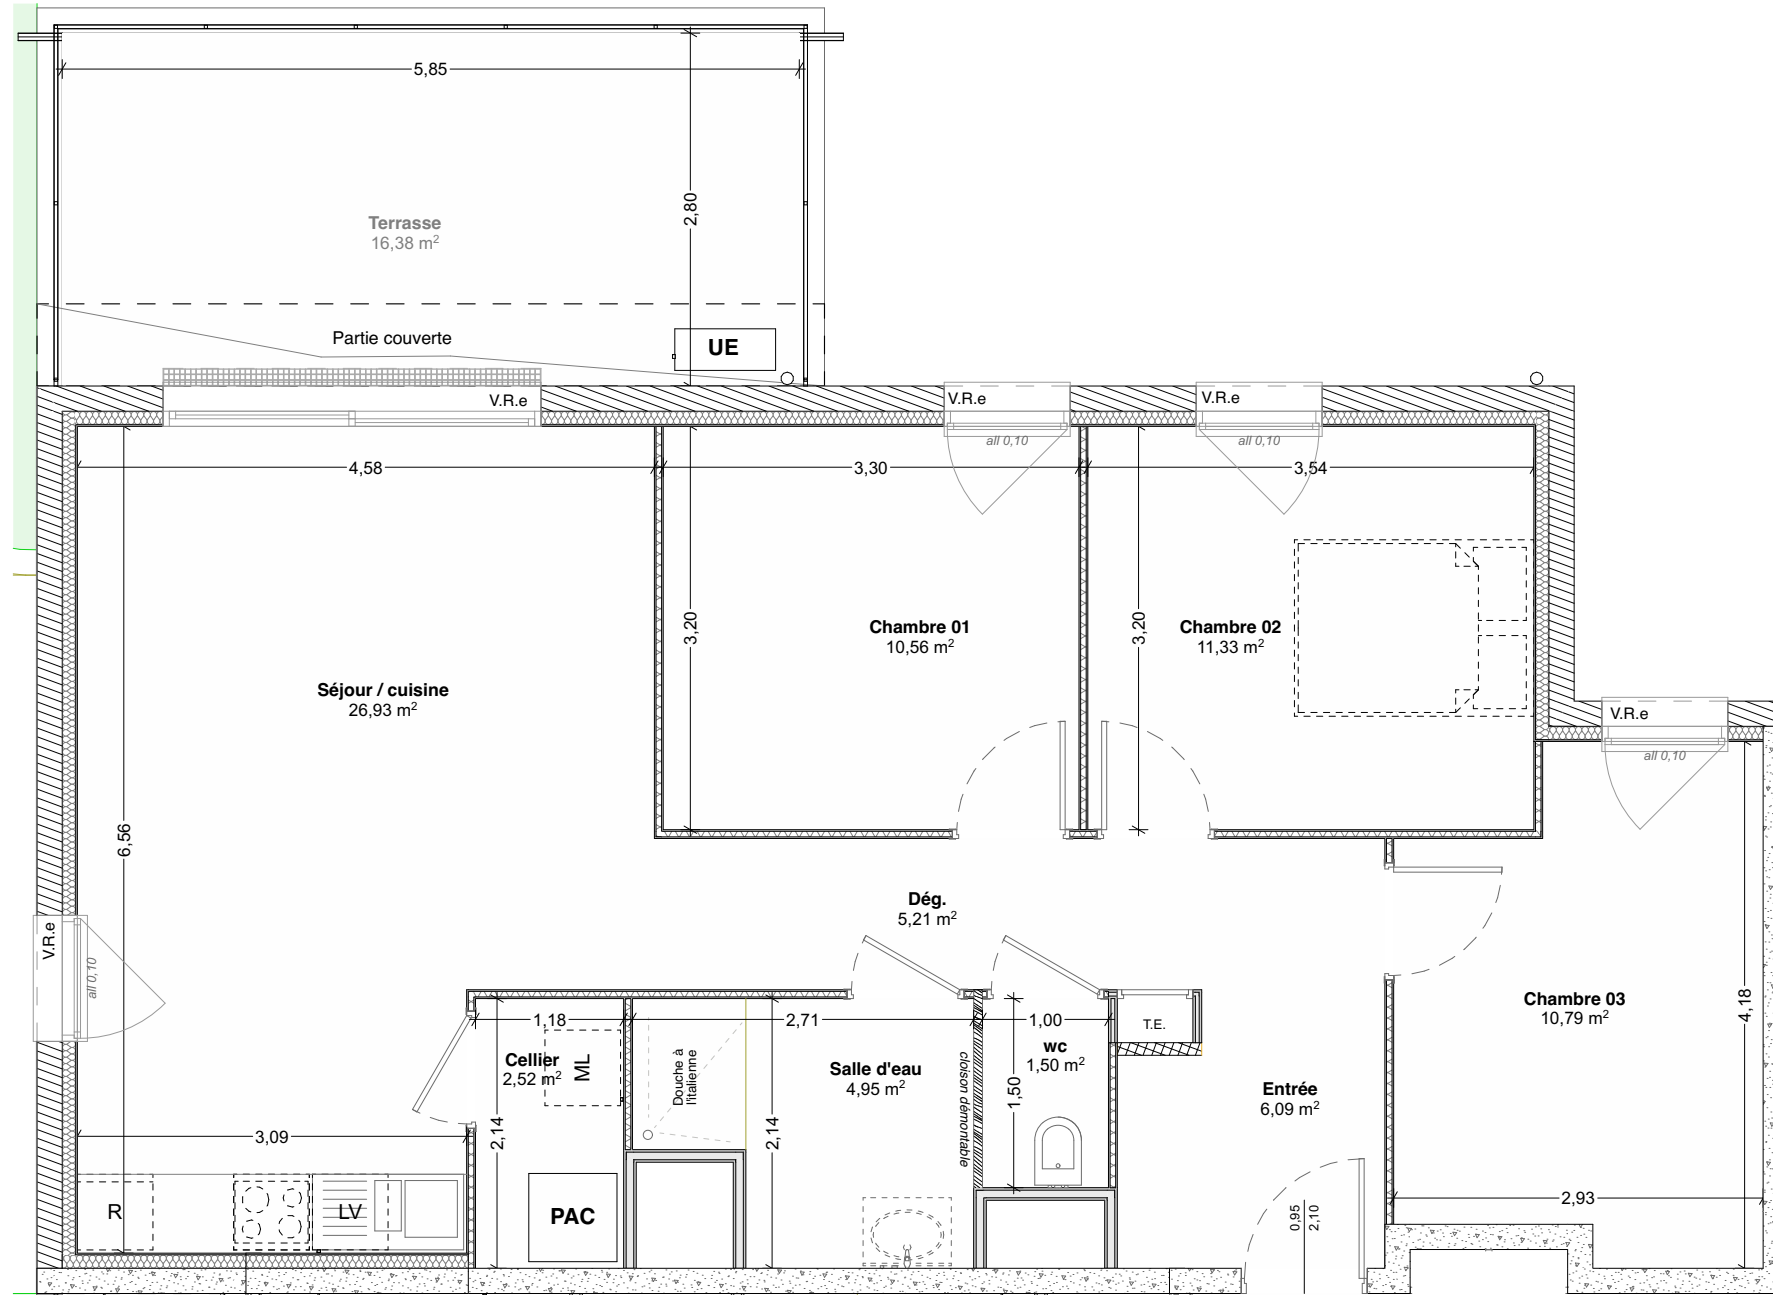 5,85
2,80
Terrasse
16,38 m²
Partie couverte
UE
V.R.e
V.R.e
V.R.e
all 0,10
all 0,10
4,58
3,30
3,54
3,20
3,20
Chambre 01
10,56 m²
Chambre 02
11,33 m²
Séjour / cuisine
26,93 m²
V.R.e
all 0,10
6,56
Dég.
5,21 m²
V.R.e
all 0,10
Chambre 03
10,79 m²
4,18
1,18
2,71
1,00
T.E.
Cellier
2,52 m²
ML
Douche à
l'italienne
Salle d'eau
4,95 m²
cloison démontable
wc
1,50 m²
1,50
Entrée
6,09 m²
2,14
2,14
3,09
2,93
R
LV
PAC
0,95
2,10